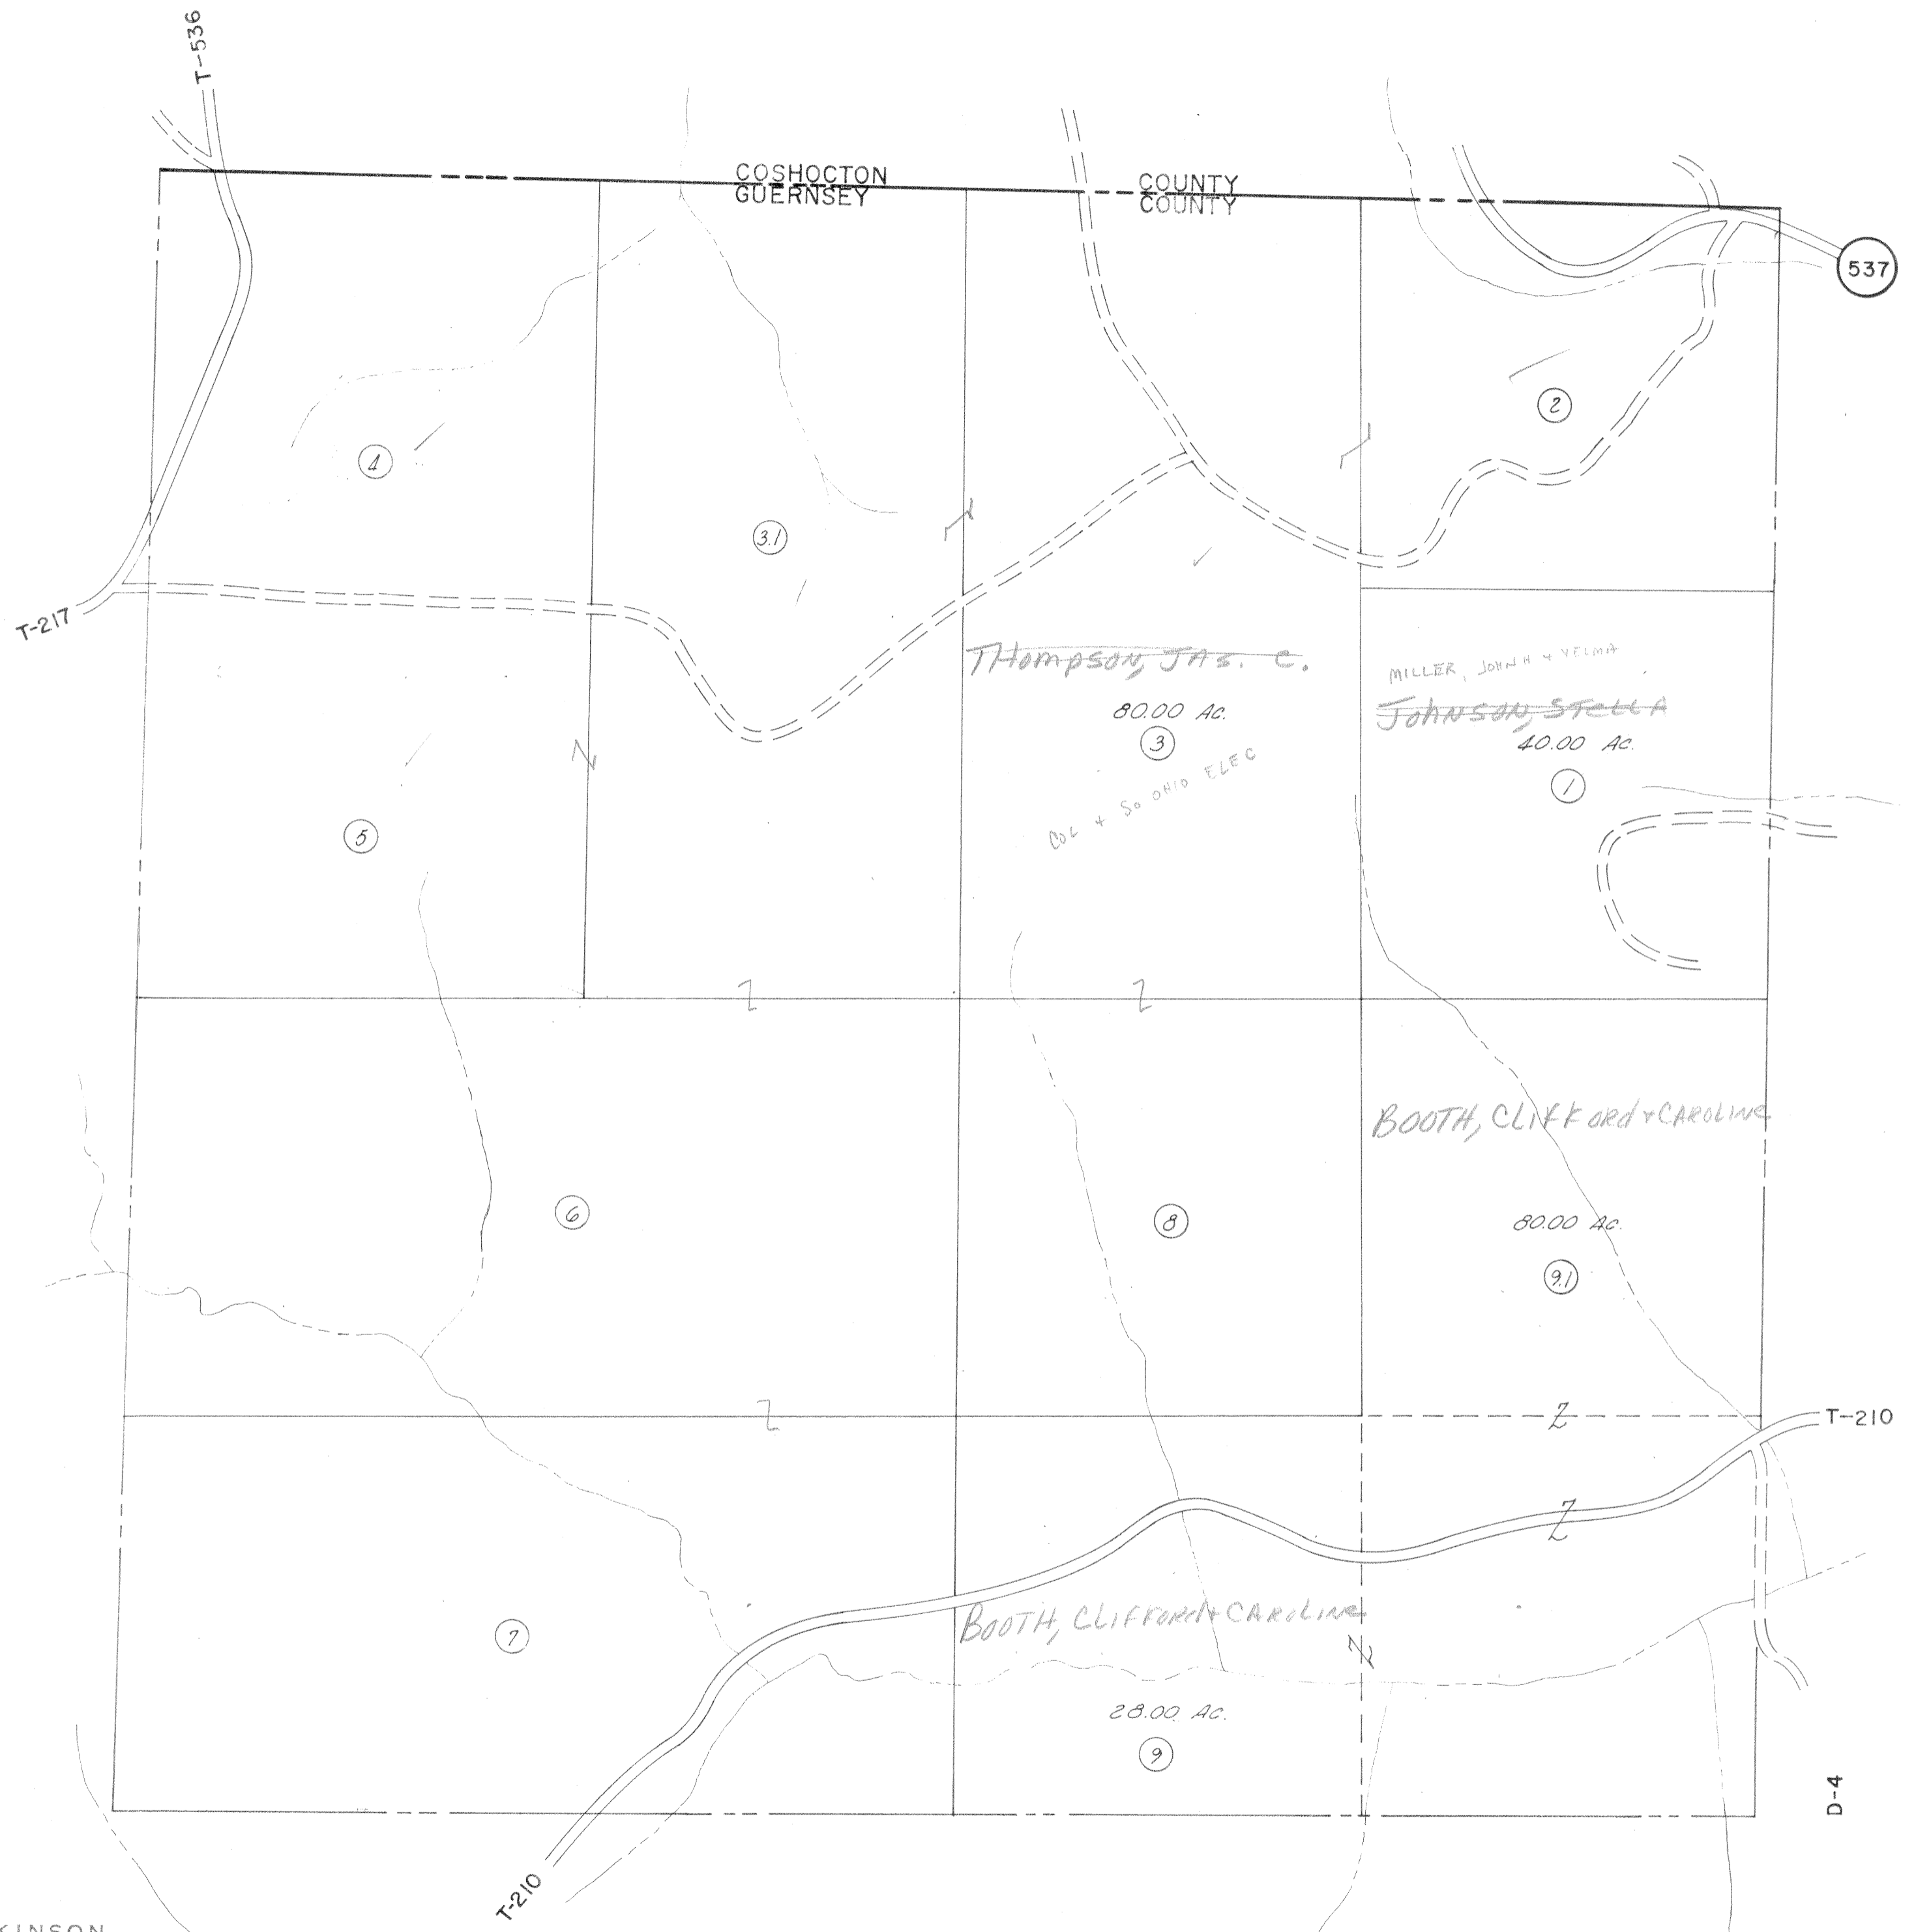 T-536
COSHOCTON COUNTY
GUERNSEY COUNTY
537
2
4
3.1
T-217
THOMPSON, JAS. C.
MILLER, JOHN H + VELMA
JOHNSON, STELLA
80.00 Ac.
3
40.00 Ac.
1
COL + SO OHIO ELEC
5
BOOTH, CLIFFORD + CAROLINE
6
8
80.00 Ac.
9.1
T-210
BOOTH, CLIFFORD + CAROLINE
7
28.00 Ac.
9
D-4
T-210
KINSON